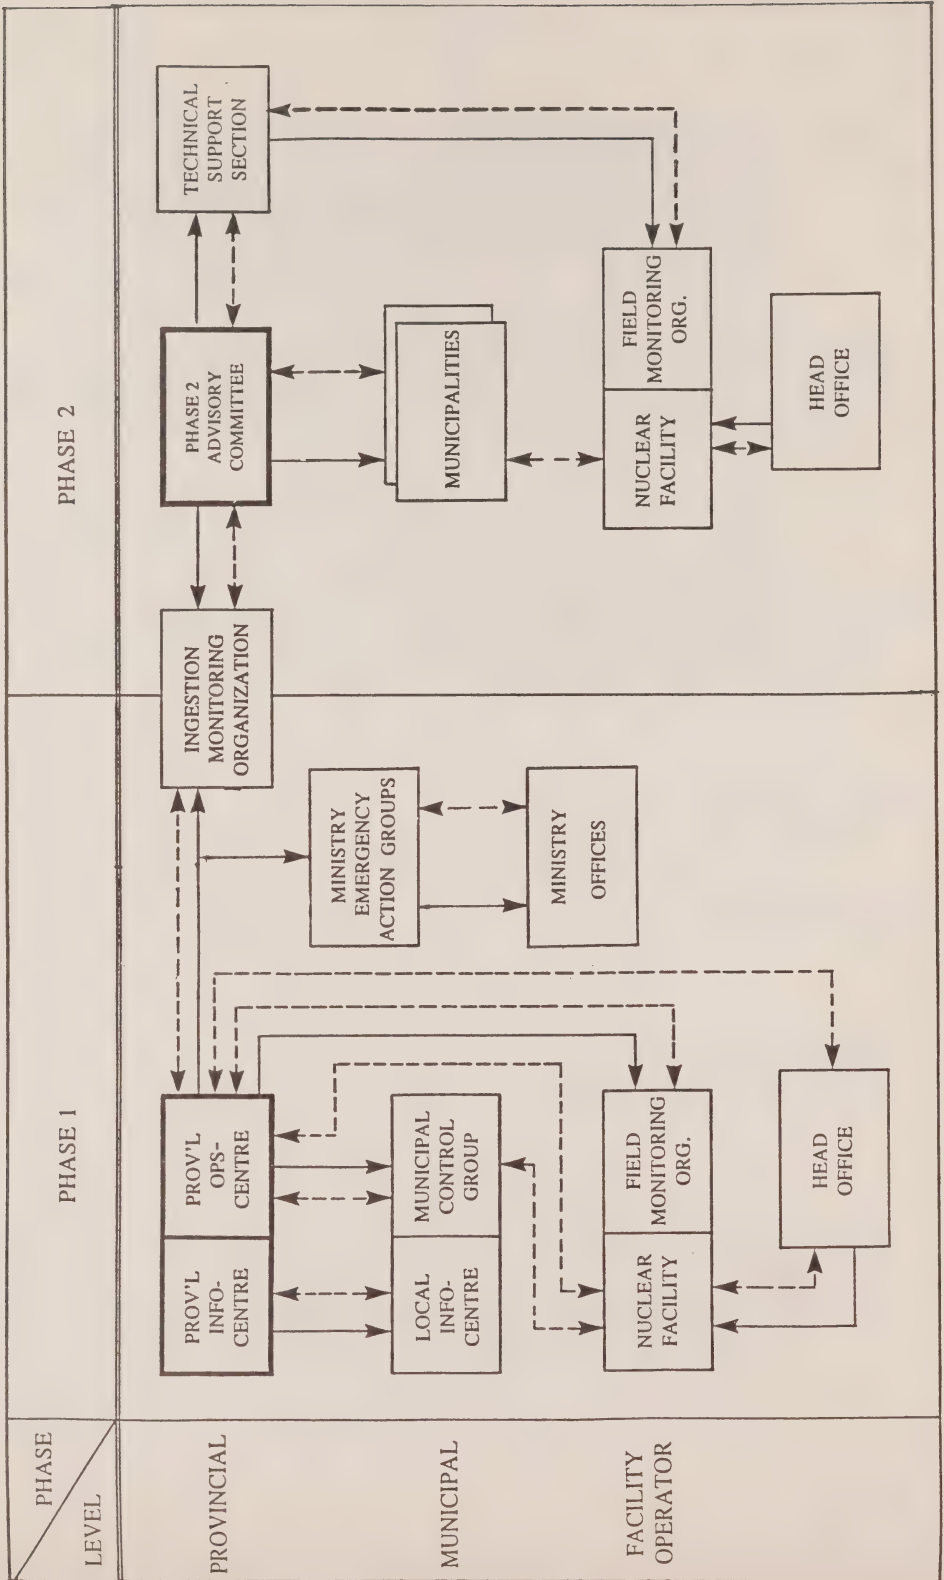 PHASE
LEVEL
PHASE 1
PHASE 2
PROVINCIAL
PROV'L
INFO-
CENTRE
PROV'L
OPS-
CENTRE
INGESTION
MONITORING
ORGANIZATION
PHASE 2
ADVISORY
COMMITTEE
TECHNICAL
SUPPORT
SECTION
MINISTRY
EMERGENCY
ACTION GROUPS
MINISTRY
OFFICES
MUNICIPAL
LOCAL
INFO-
CENTRE
MUNICIPAL
CONTROL
GROUP
MUNICIPALITIES
FACILITY
OPERATOR
NUCLEAR
FACILITY
FIELD
MONITORING
ORG.
NUCLEAR
FACILITY
FIELD
MONITORING
ORG.
HEAD
OFFICE
HEAD
OFFICE